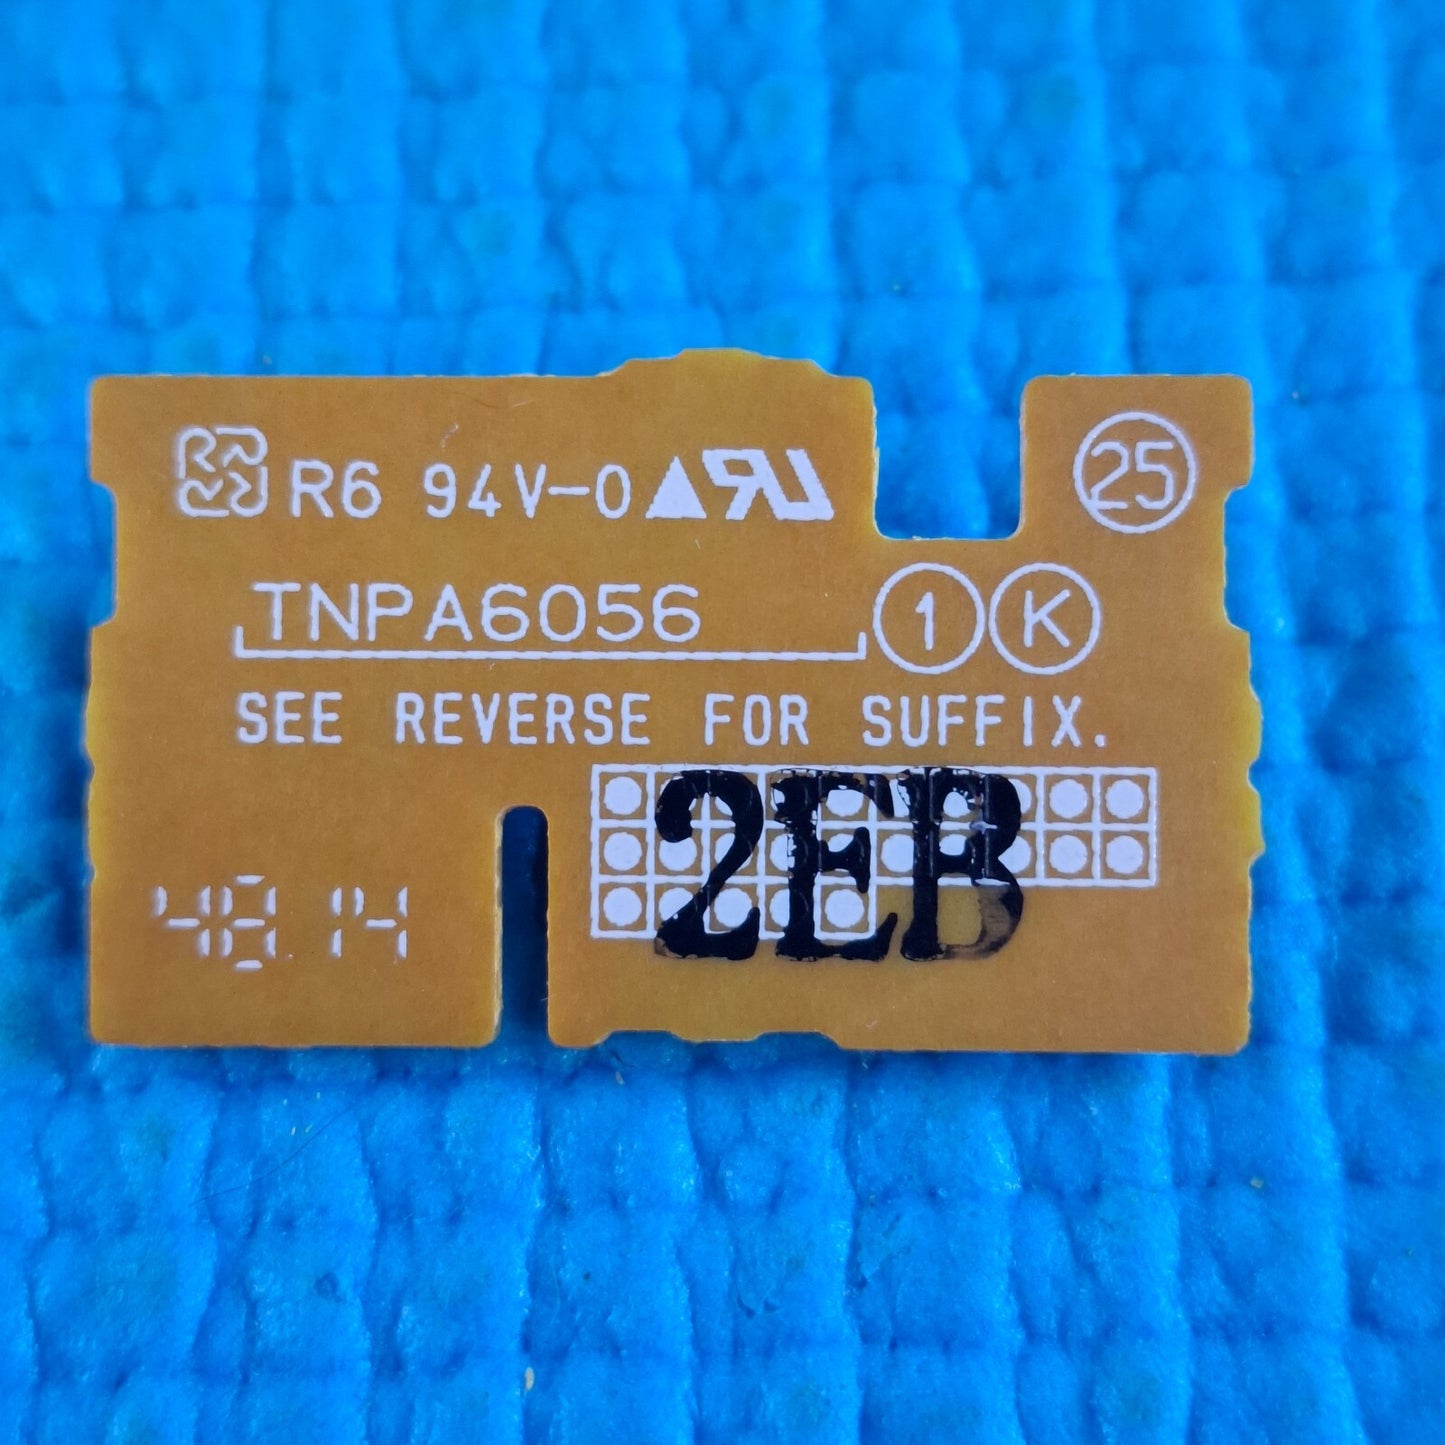 25
R6 94V-0
TNPA6056 1 K
SEE REVERSE FOR SUFFIX.
2EB
48.14